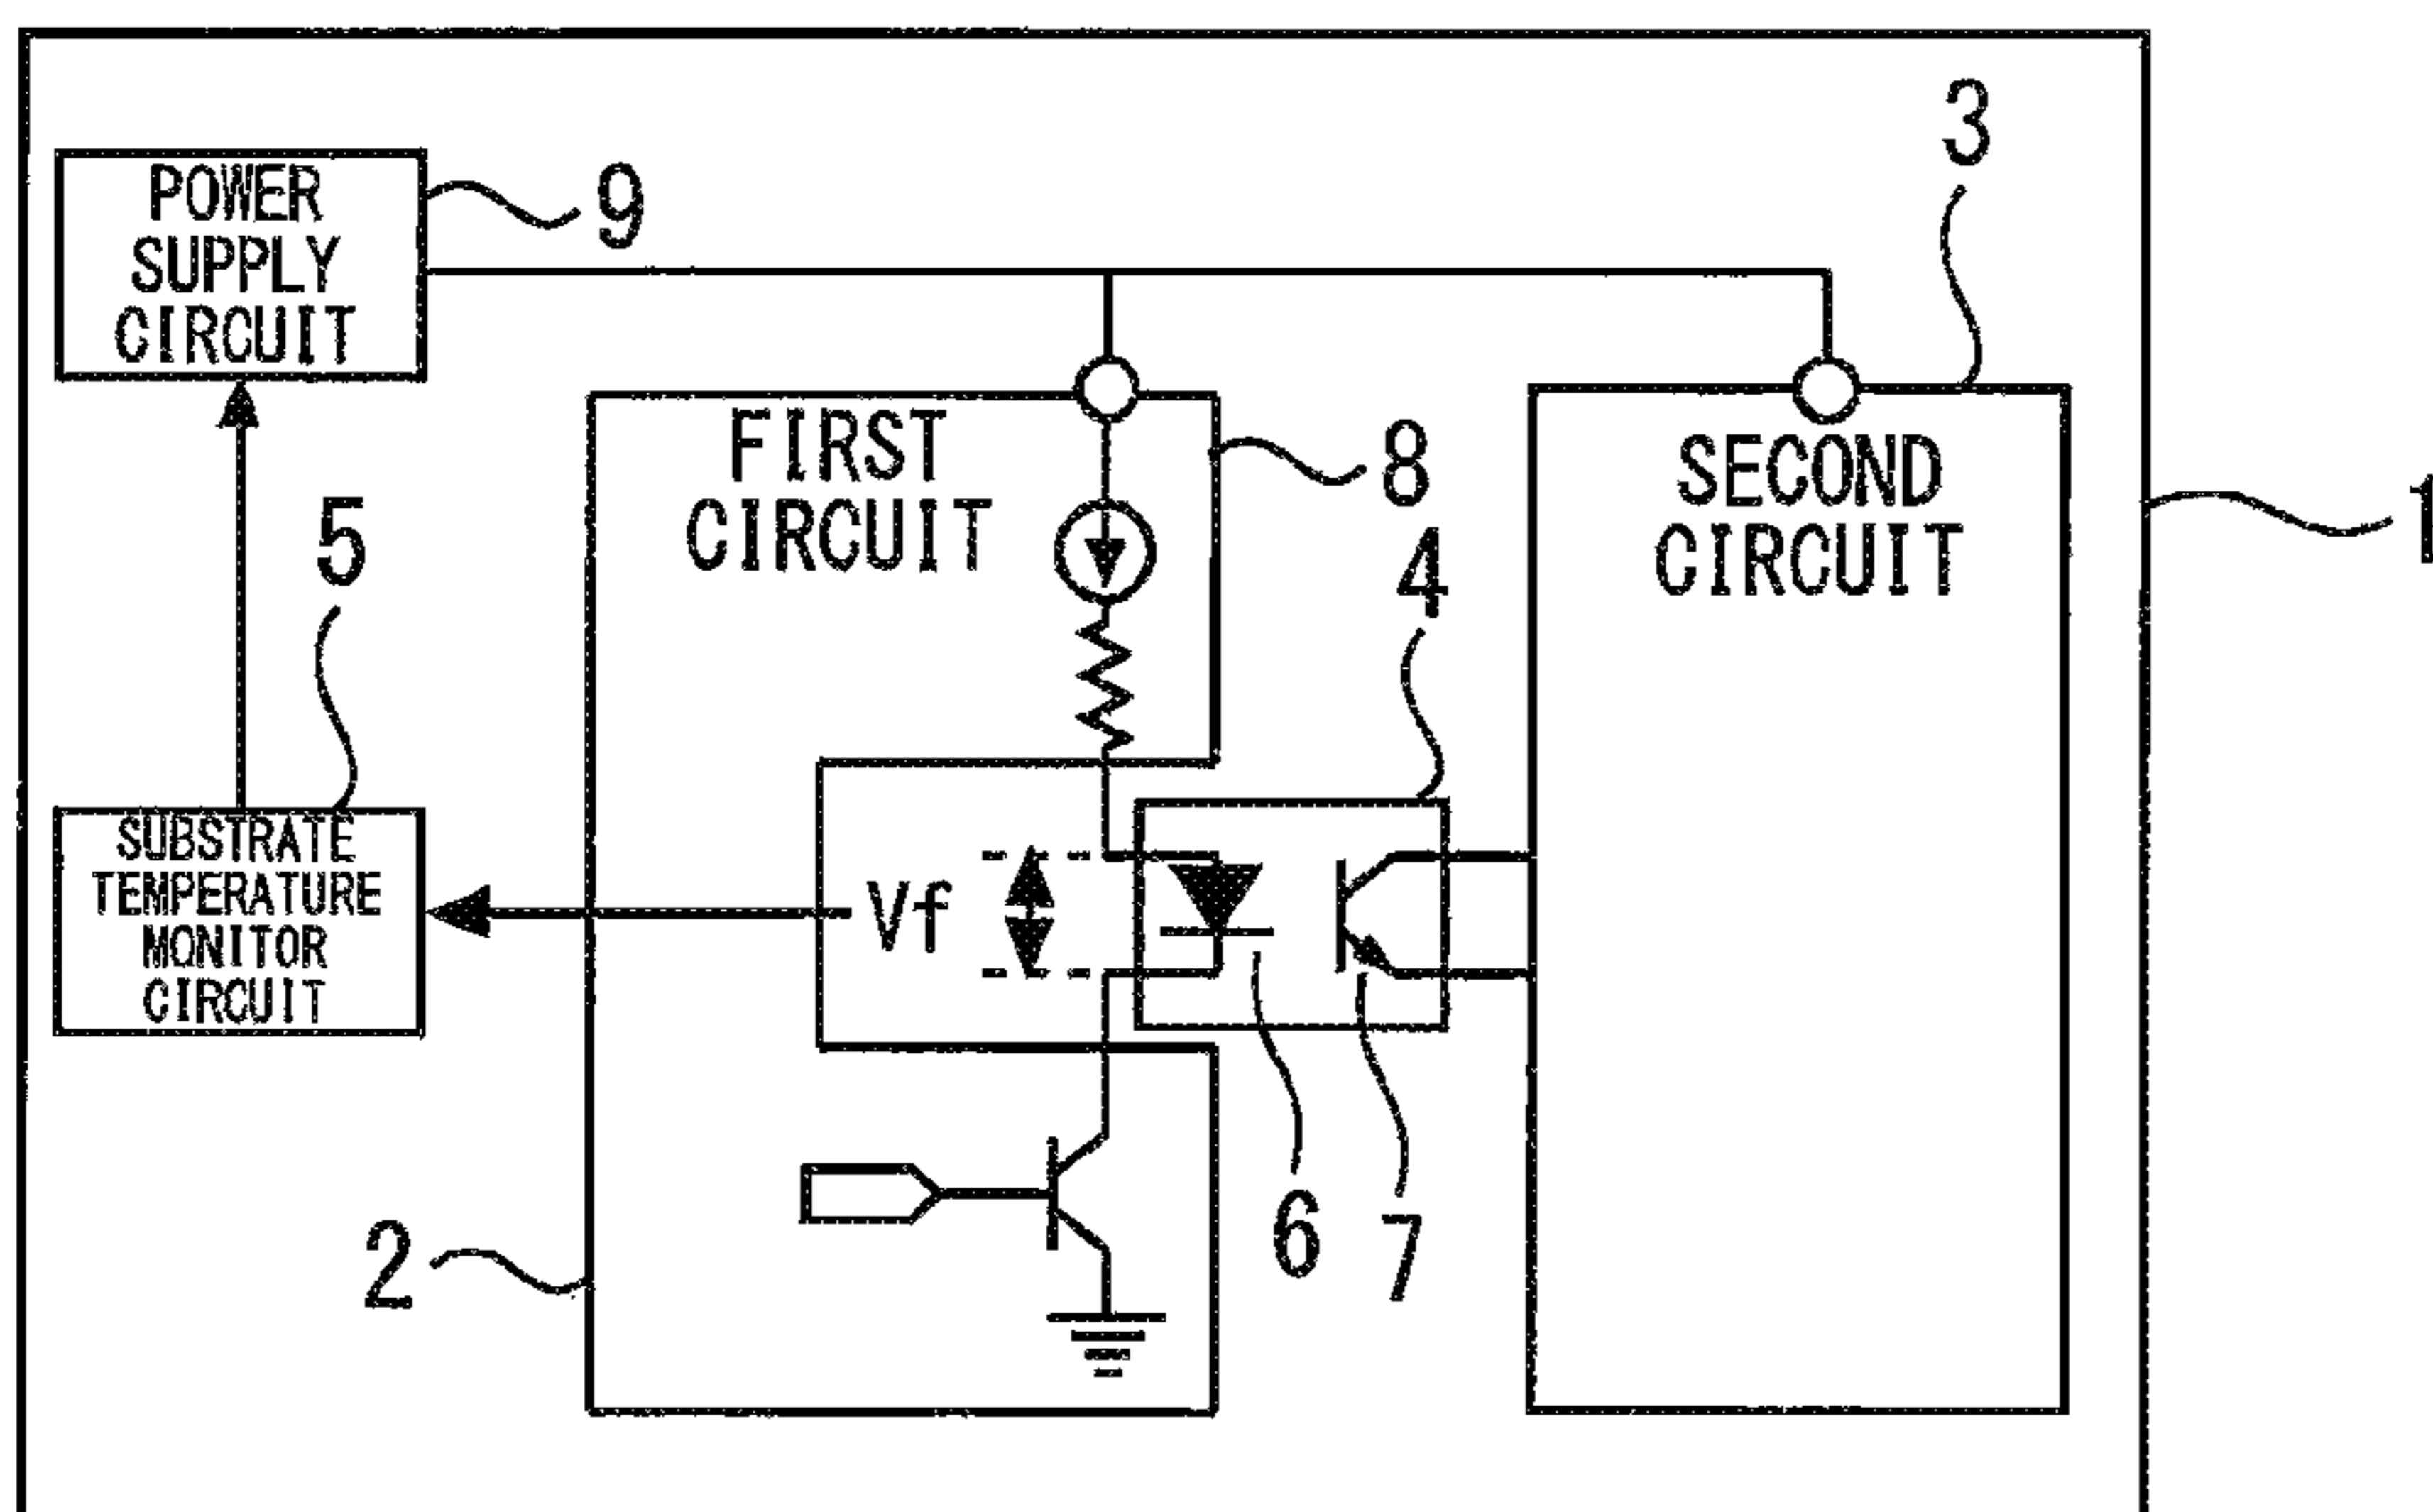 3
POWER
SUPPLY
CIRCUIT
9
FIRST
CIRCUIT
8
SECOND
CIRCUIT
1
5
4
SUBSTRATE
TEMPERATURE
MONITOR
CIRCUIT
Vf
2
6
7